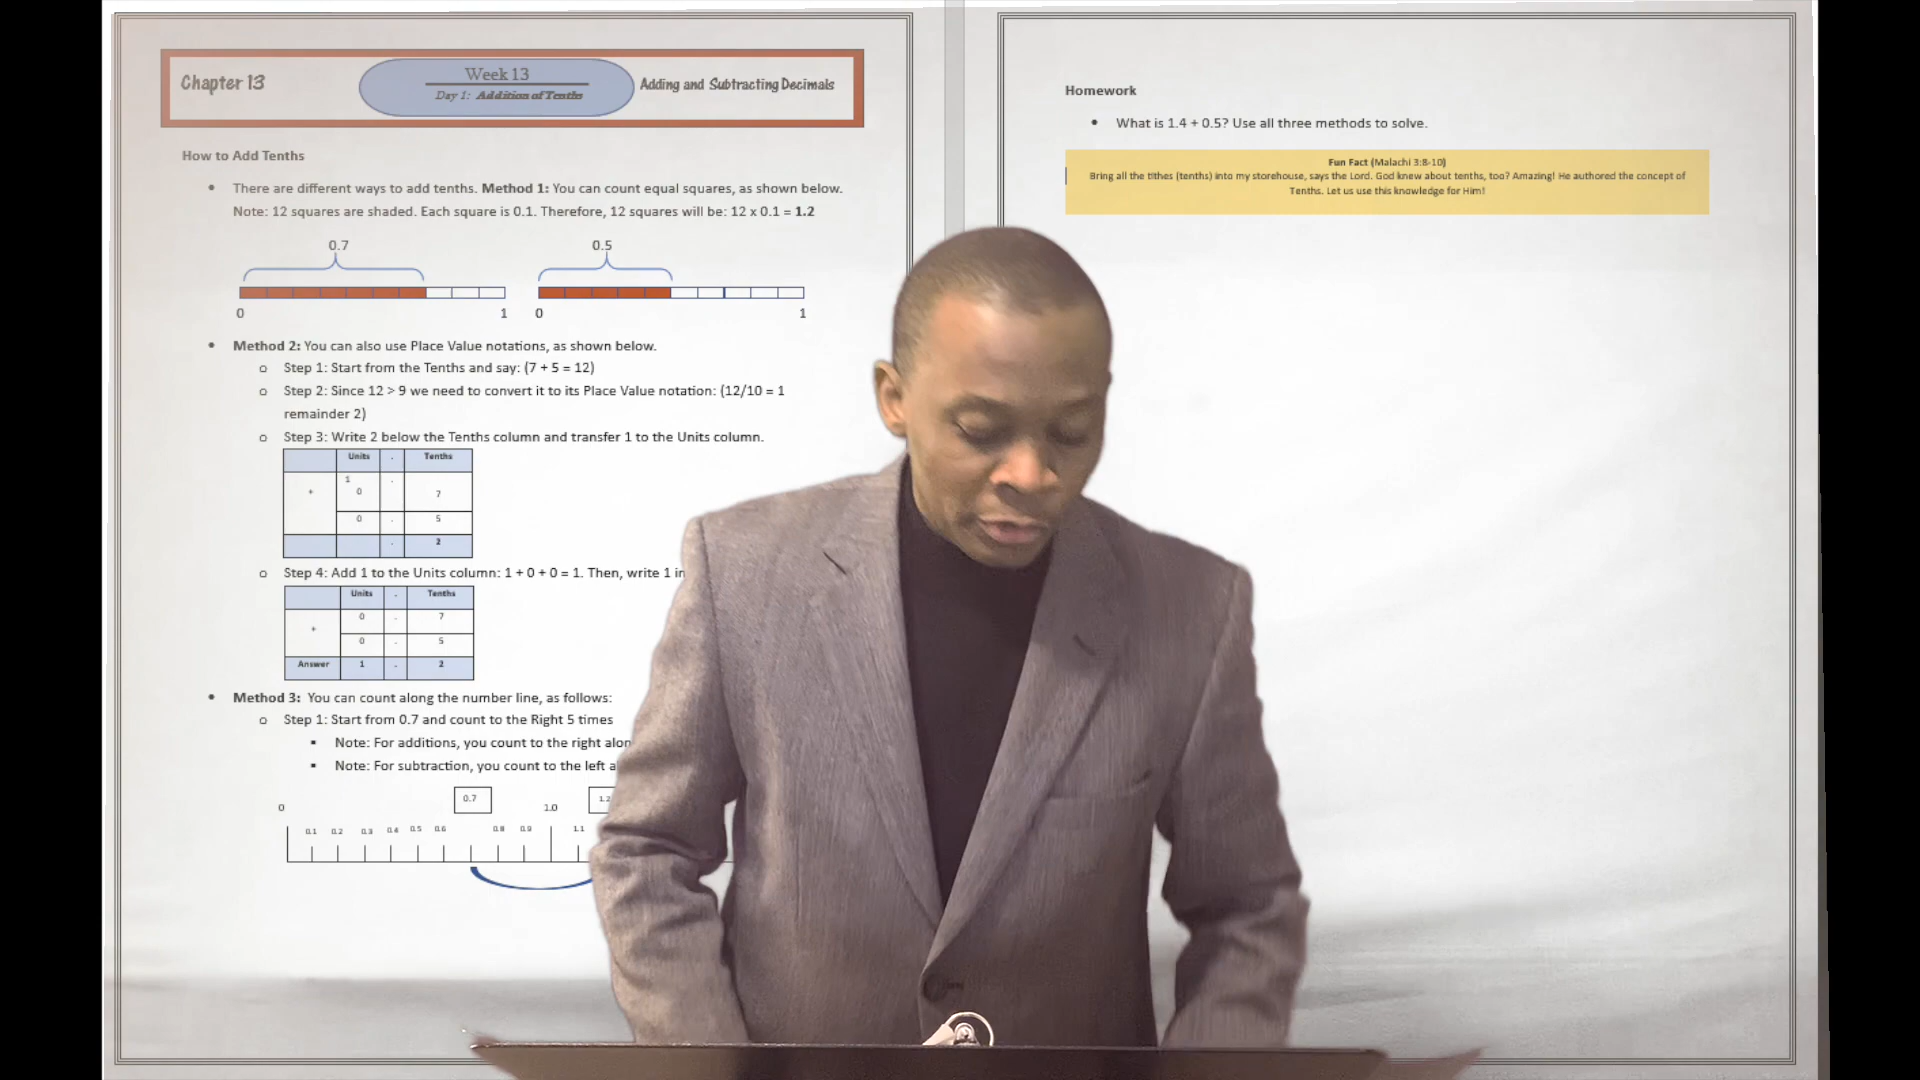 Chapter 13
Week 13
Day 1: Addition of Tenths
Adding and Subtracting Decimals
How to Add Tenths
• There are different ways to add tenths. Method 1: You can count equal squares, as shown below.
Note: 12 squares are shaded. Each square is 0.1. Therefore, 12 squares will be: 12 x 0.1 = 1.2
0.7 0.5
0 1 0 1
• Method 2: You can also use Place Value notations, as shown below.
o Step 1: Start from the Tenths and say: (7 + 5 = 12)
o Step 2: Since 12 > 9 we need to convert it to its Place Value notation: (12/10 = 1
remainder 2)
o Step 3: Write 2 below the Tenths column and transfer 1 to the Units column.
Units . Tenths
1 .
+ 0 7
0 . 5
. 2
o Step 4: Add 1 to the Units column: 1 + 0 + 0 = 1. Then, write 1 in
Units . Tenths
0 . 7
+
0 . 5
Answer 1 . 2
• Method 3: You can count along the number line, as follows:
o Step 1: Start from 0.7 and count to the Right 5 times
▪ Note: For additions, you count to the right
▪ Note: For subtraction, you count to the left
0 0.7 1.0 1.2
0.1 0.2 0.3 0.4 0.5 0.6 0.8 0.9 1.1
Homework
• What is 1.4 + 0.5? Use all three methods to solve.
Fun Fact (Malachi 3:8-10)
Bring all the tithes (tenths) into my storehouse, says the Lord. God knew about tenths, too? Amazing! He authored the concept of
Tenths. Let us use this knowledge for Him!